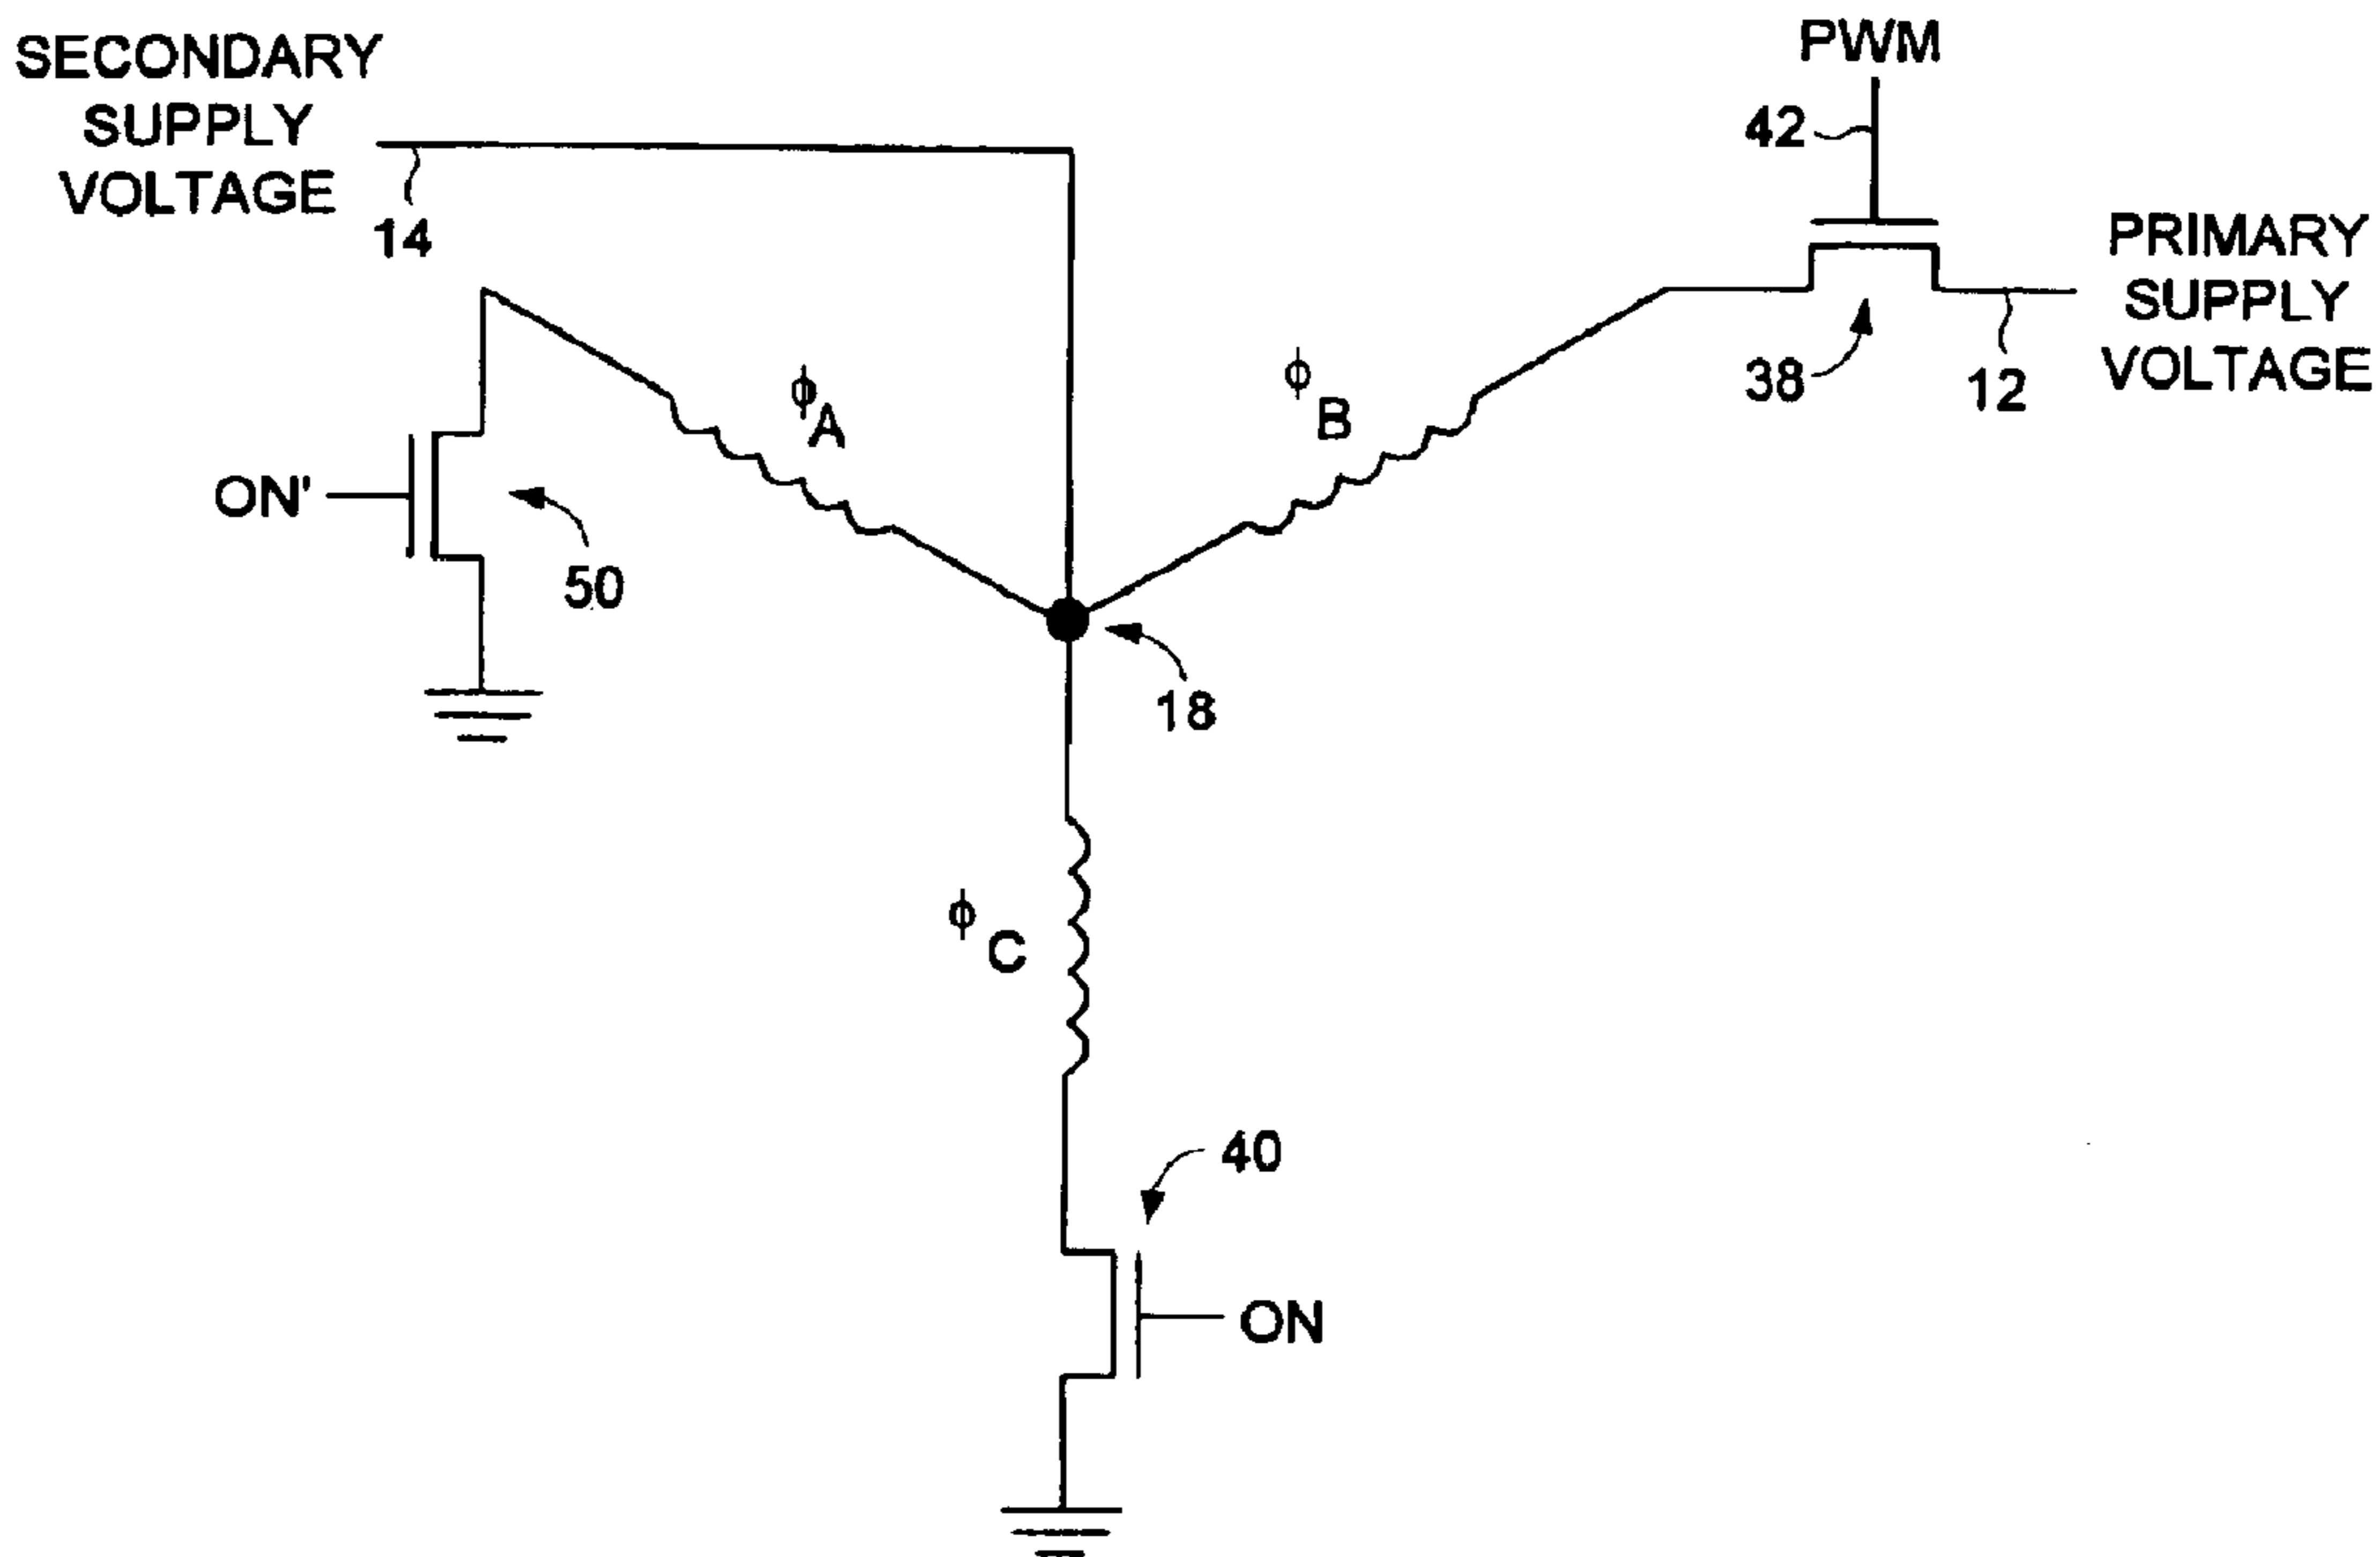 SECONDARY
SUPPLY
VOLTAGE
14
PWM
42
PRIMARY
SUPPLY
VOLTAGE
38
12
ϕA
ϕB
ON'
50
18
ϕC
40
ON